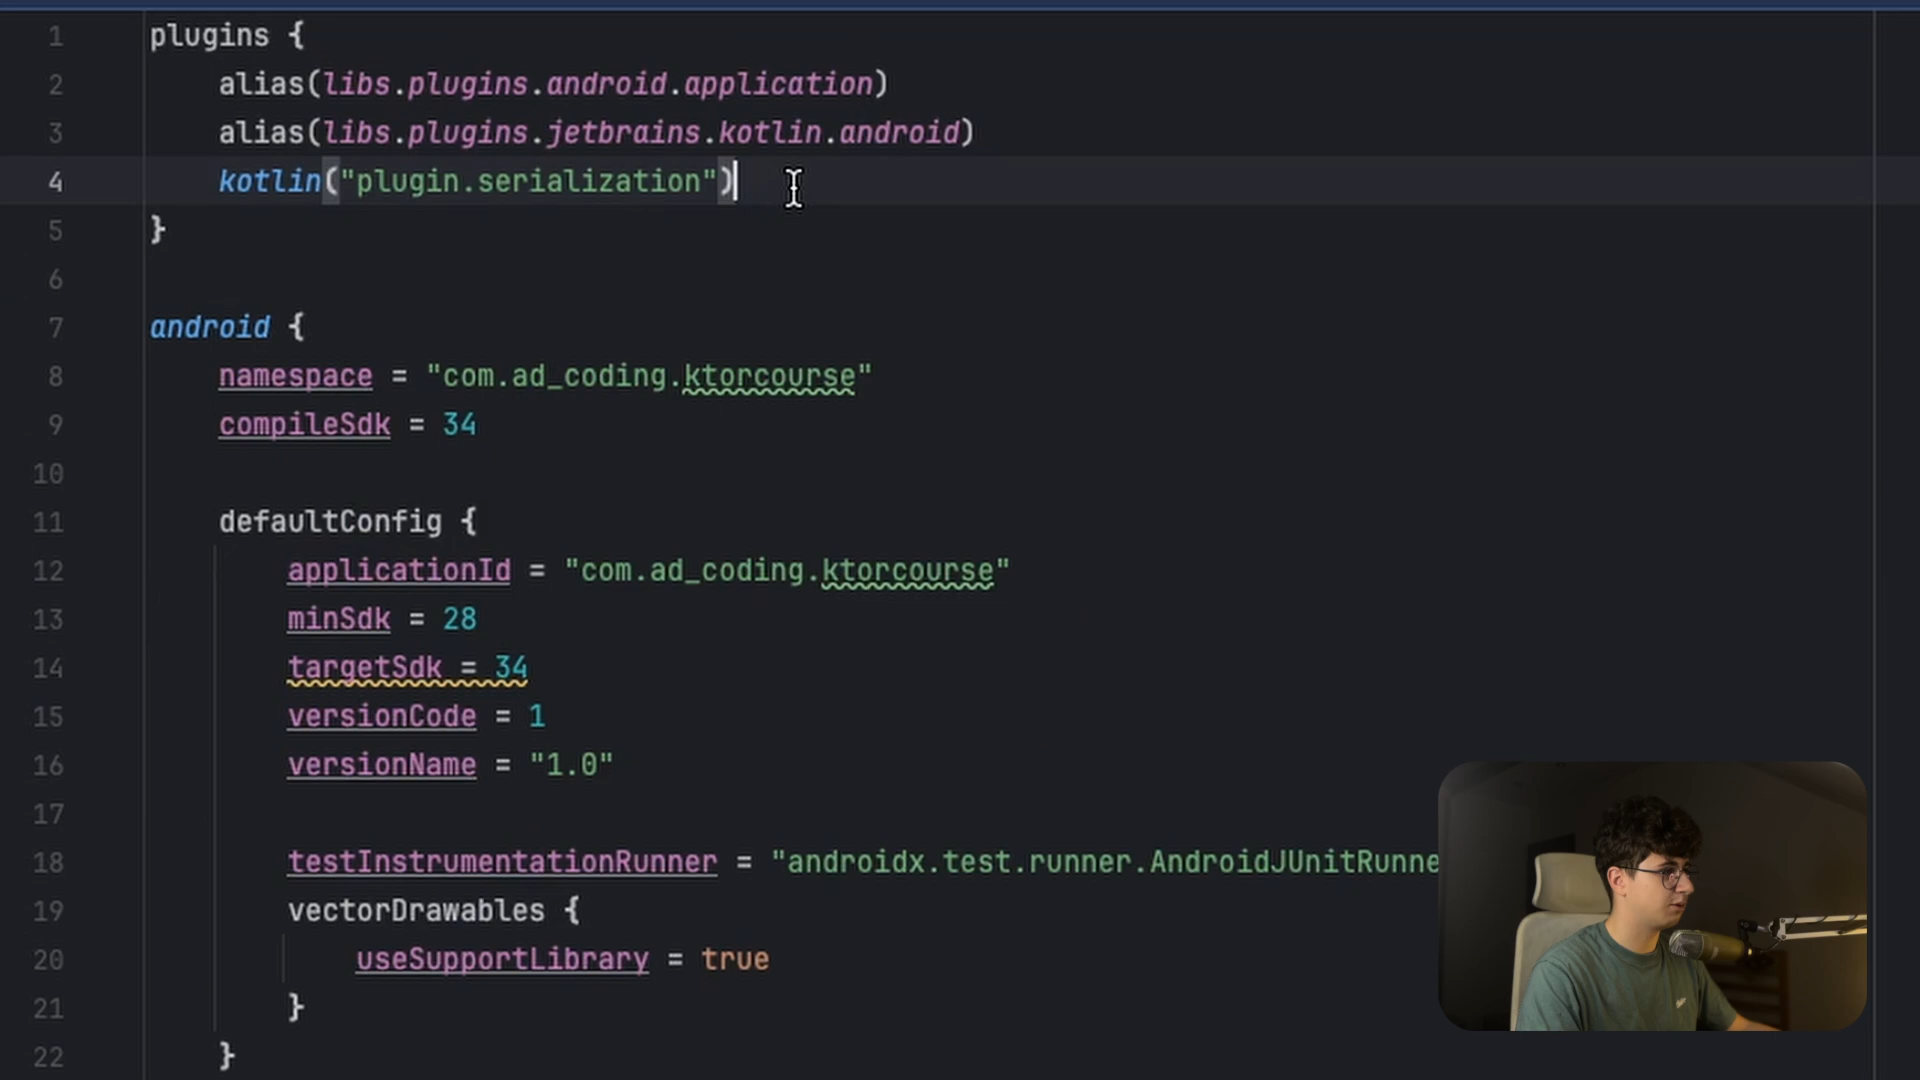 1 plugins {
2 alias(libs.plugins.android.application)
3 alias(libs.plugins.jetbrains.kotlin.android)
4 kotlin("plugin.serialization")
5 }
6
7 android {
8 namespace = "com.ad_coding.ktorcourse"
9 compileSdk = 34
10
11 defaultConfig {
12 applicationId = "com.ad_coding.ktorcourse"
13 minSdk = 28
14 targetSdk = 34
15 versionCode = 1
16 versionName = "1.0"
17
18 testInstrumentationRunner = "androidx.test.runner.AndroidJUnitRunne
19 vectorDrawables {
20 useSupportLibrary = true
21 }
22 }